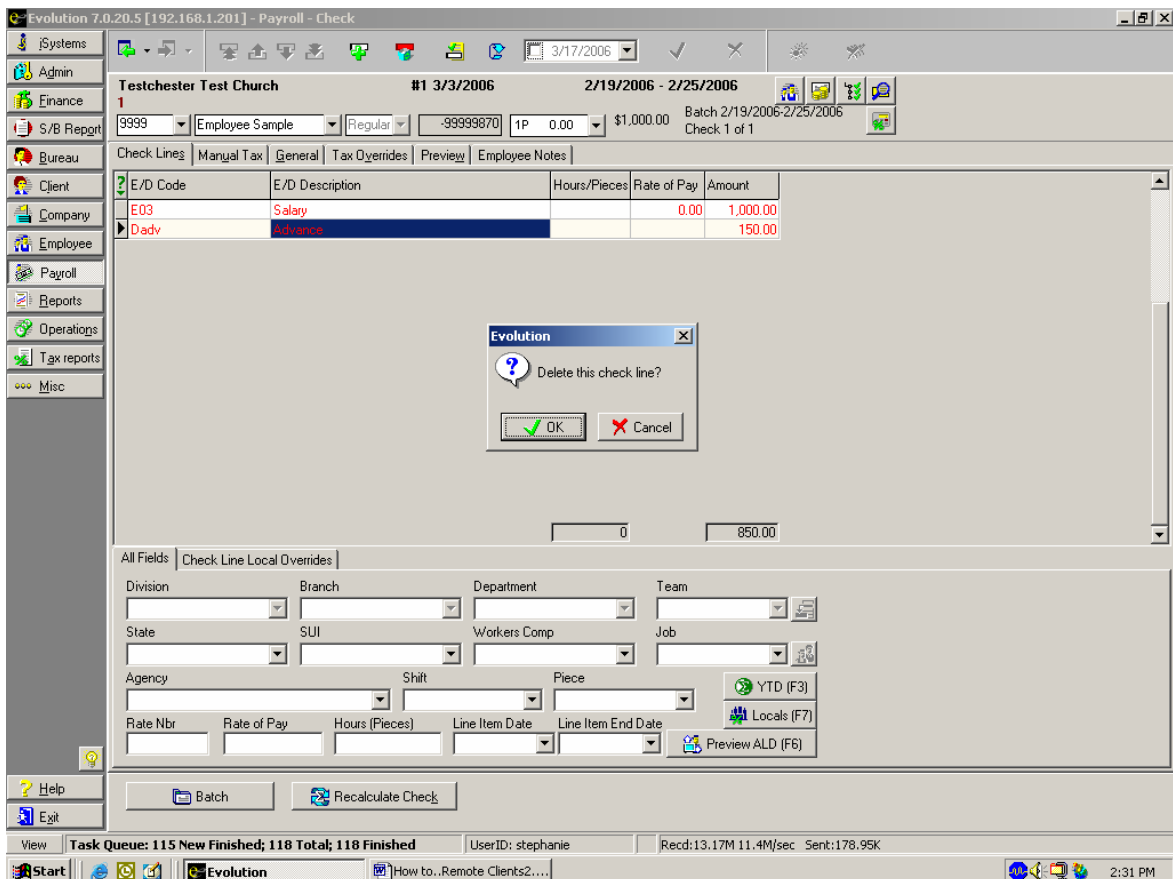 Evolution 7.0.20.5 [192.168.1.201] - Payroll - Check
iSystems
Admin
Finance
S/B Report
Bureau
Client
Company
Employee
Payroll
Reports
Operations
Tax reports
Misc
Help
Exit
3/17/2006
Testchester Test Church #1 3/3/2006 2/19/2006 - 2/25/2006
1
Batch 2/19/2006-2/25/2006
9999 Employee Sample Regular -99999870 1P 0.00 $1,000.00 Check 1 of 1
Check Lines Manual Tax General Tax Overrides Preview Employee Notes
E/D Code E/D Description Hours/Pieces Rate of Pay Amount
E03 Salary 0.00 1,000.00
Dadv Advance 150.00
Evolution
Delete this check line?
OK Cancel
0 850.00
All Fields Check Line Local Overrides
Division Branch Department Team
State SUI Workers Comp Job
Agency Shift Piece
YTD (F3)
Rate Nbr Rate of Pay Hours (Pieces) Line Item Date Line Item End Date
Locals (F7)
Preview ALD (F6)
Batch Recalculate Check
View Task Queue: 115 New Finished; 118 Total; 118 Finished UserID: stephanie Recd:13.17M 11.4M/sec Sent:178.95K
Start Evolution How to..Remote Clients2.... 2:31 PM